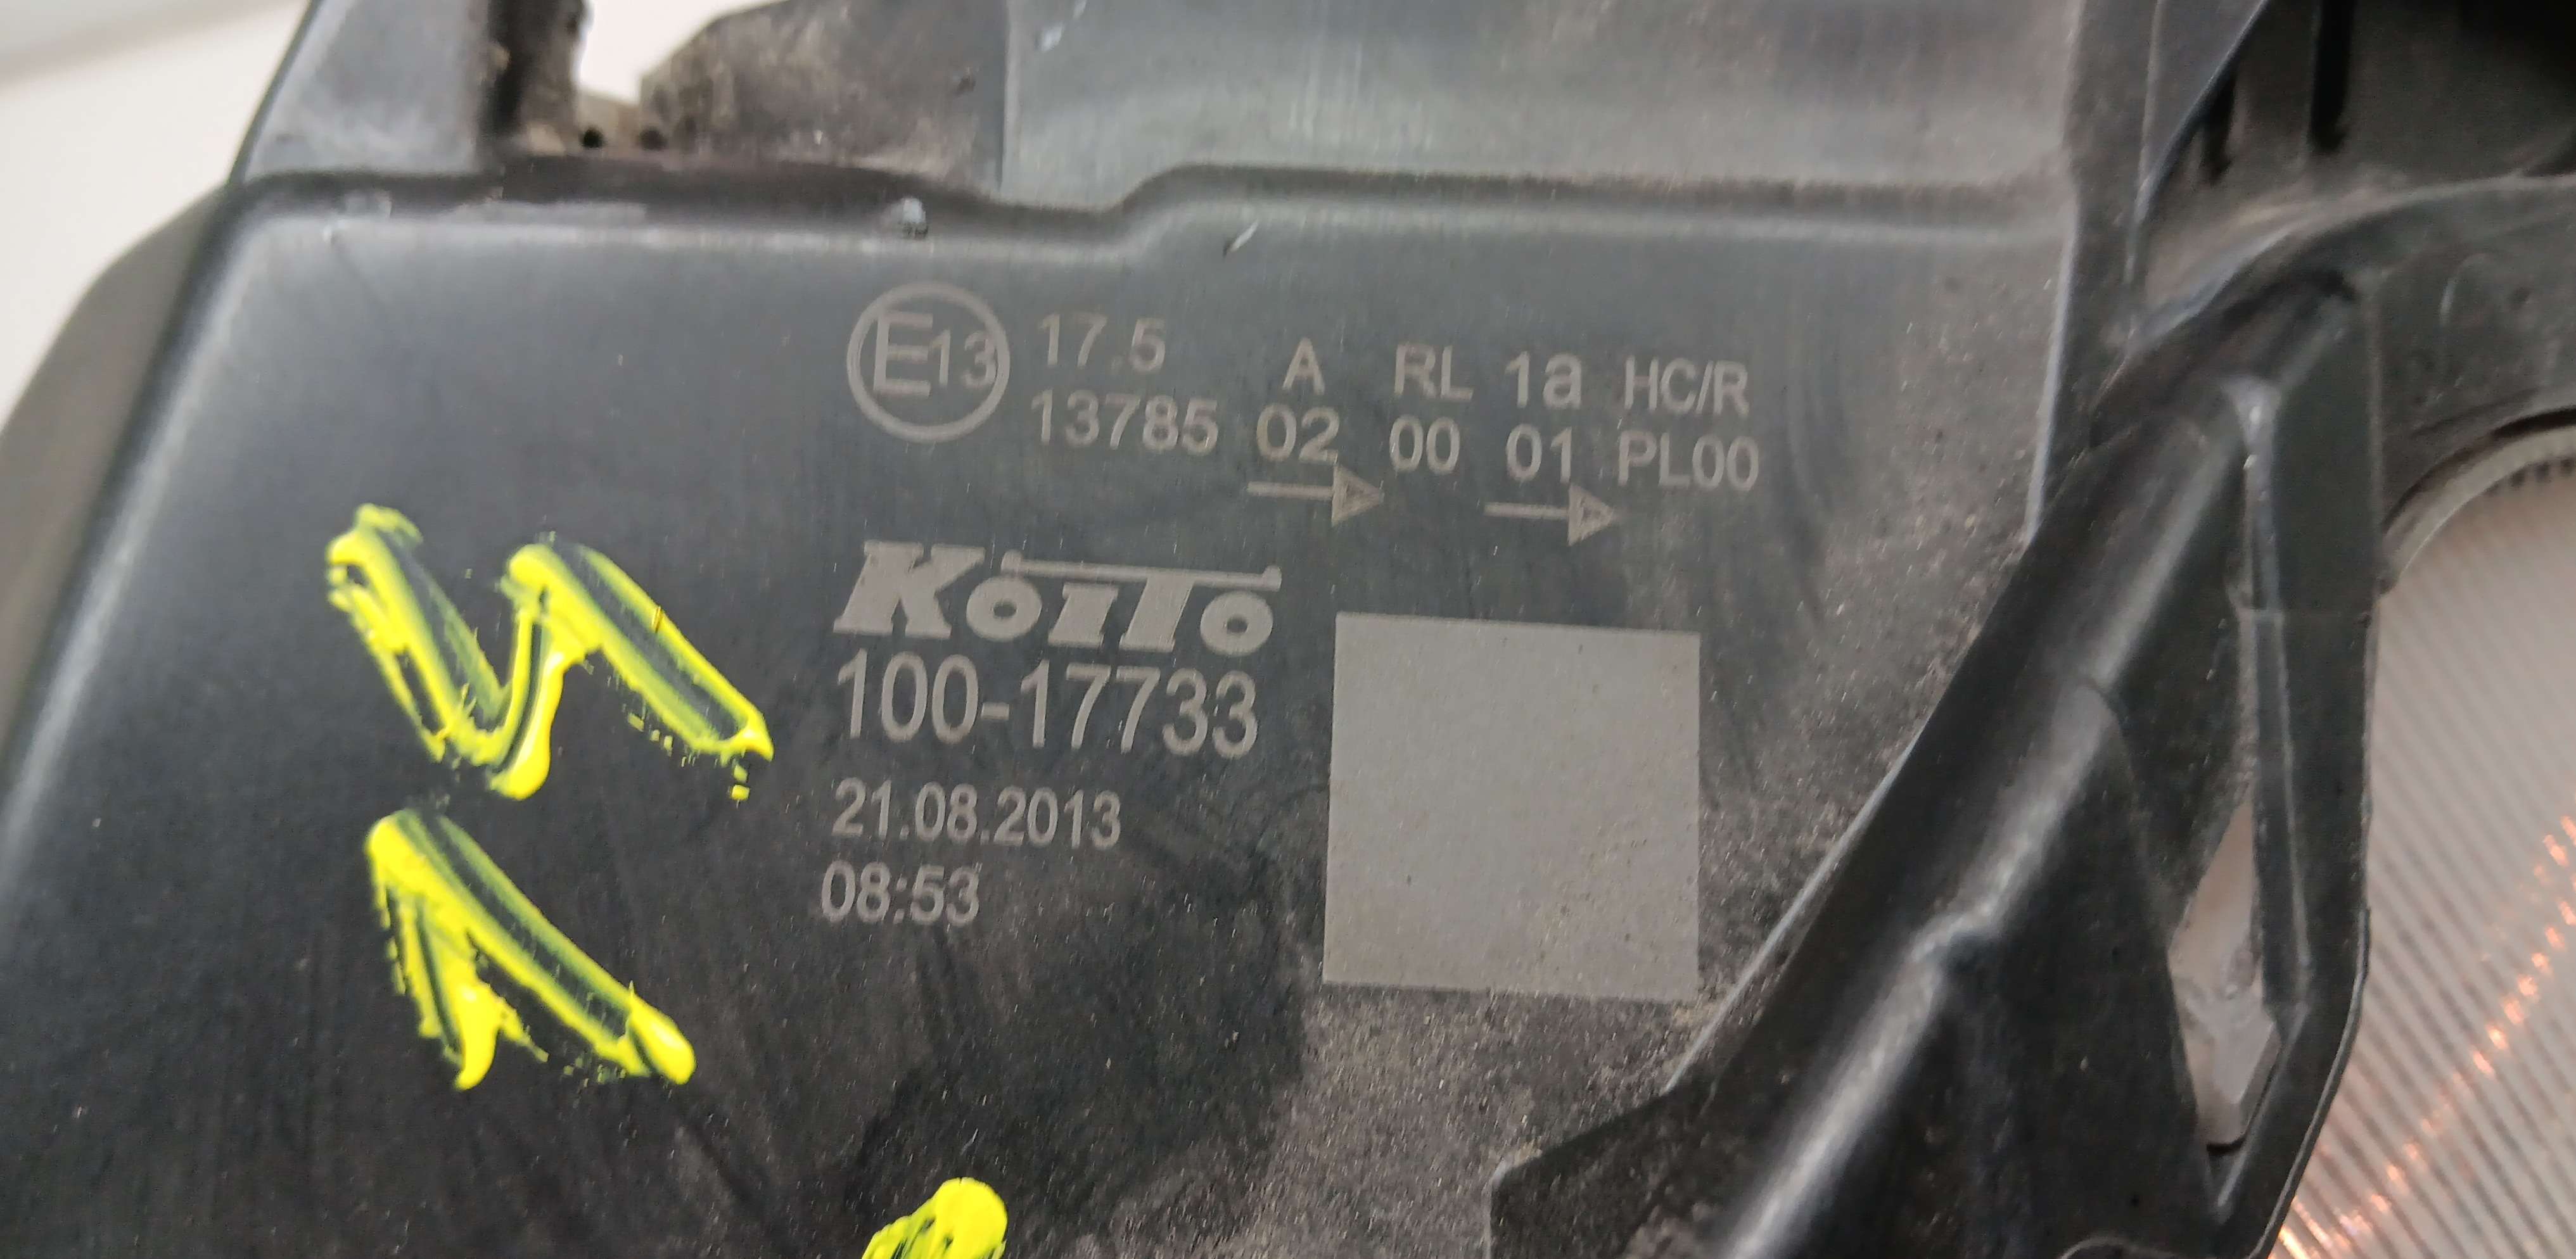 E13 17.5 A RL 1a HC/R
13785 02 00 01 PL00
KOITO
100-17733
21.08.2013
08:53